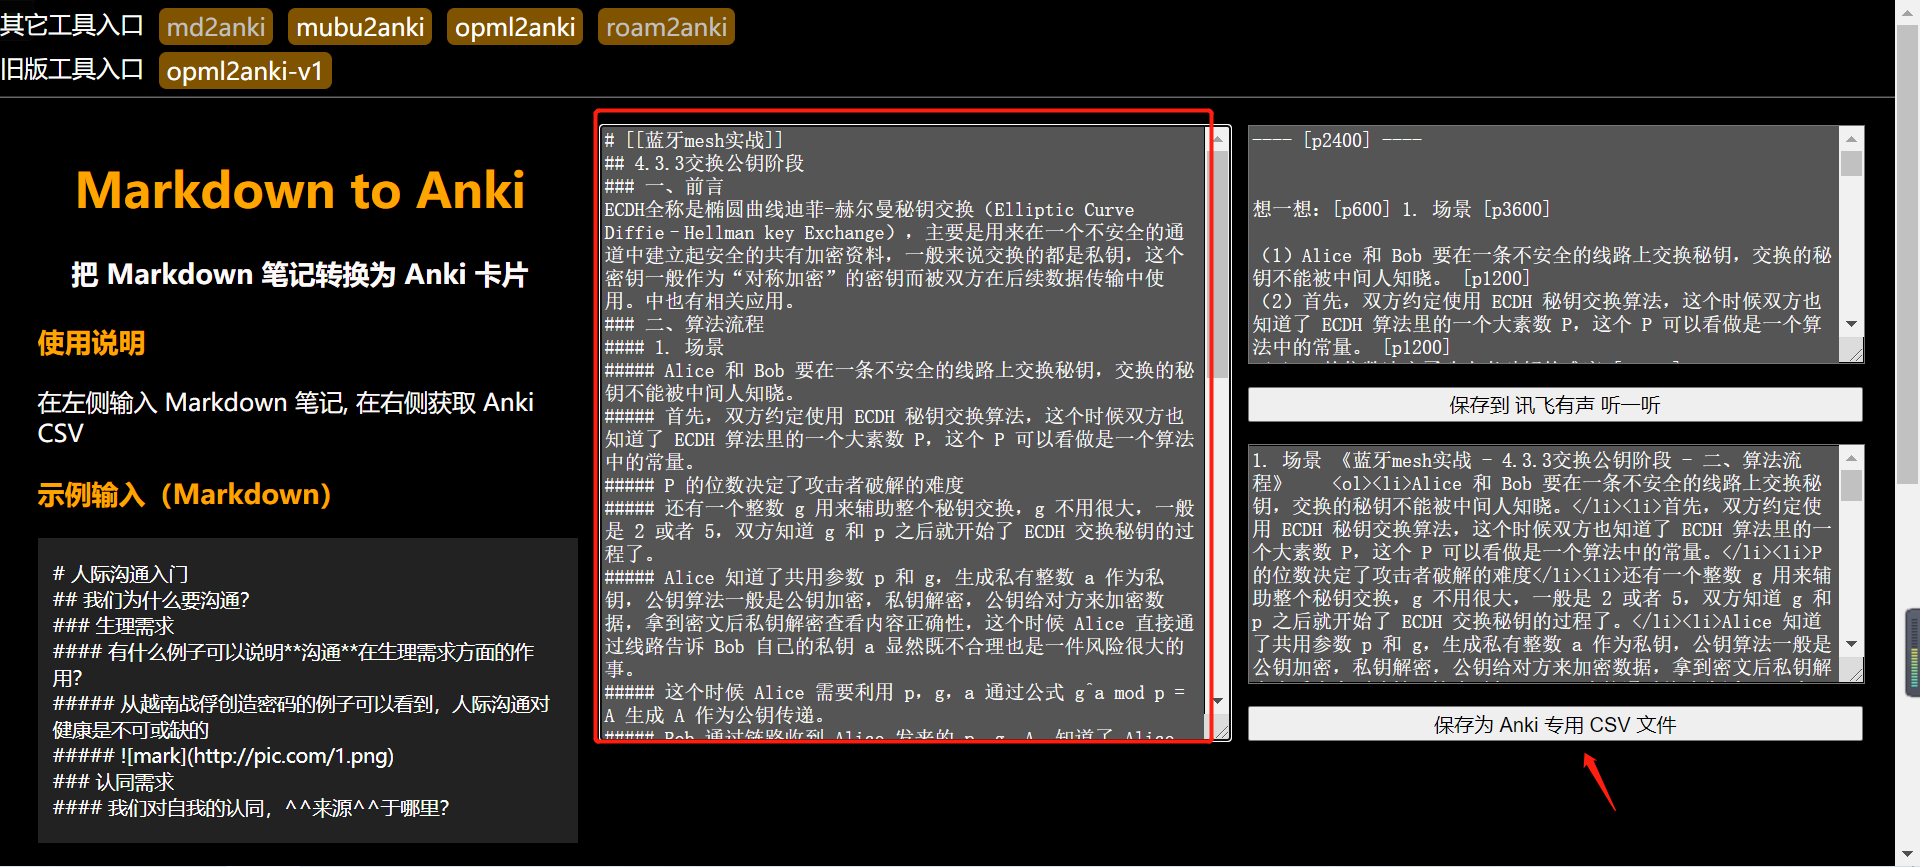 其它工具入口 md2anki mubu2anki opml2anki roam2anki
旧版工具入口 opml2anki-v1
Markdown to Anki
把 Markdown 笔记转换为 Anki 卡片
使用说明
在左侧输入 Markdown 笔记, 在右侧获取 Anki
CSV
示例输入（Markdown）
# 人际沟通入门
## 我们为什么要沟通?
### 生理需求
#### 有什么例子可以说明**沟通**在生理需求方面的作
用?
##### 从越南战俘创造密码的例子可以看到，人际沟通对
健康是不可或缺的
##### ![mark](http://pic.com/1.png)
### 认同需求
#### 我们对自我的认同，^^来源^^于哪里?
# [[蓝牙mesh实战]]
## 4.3.3交换公钥阶段
### 一、前言
ECDH全称是椭圆曲线迪菲-赫尔曼秘钥交换（Elliptic Curve
Diffie–Hellman key Exchange），主要是用来在一个不安全的通
道中建立起安全的共有加密资料，一般来说交换的都是私钥，这个
密钥一般作为“对称加密”的密钥而被双方在后续数据传输中使
用。中也有相关应用。
### 二、算法流程
#### 1. 场景
##### Alice 和 Bob 要在一条不安全的线路上交换秘钥，交换的秘
钥不能被中间人知晓。
##### 首先，双方约定使用 ECDH 秘钥交换算法，这个时候双方也
知道了 ECDH 算法里的一个大素数 P，这个 P 可以看做是一个算法
中的常量。
##### P 的位数决定了攻击者破解的难度
##### 还有一个整数 g 用来辅助整个秘钥交换，g 不用很大，一般
是 2 或者 5，双方知道 g 和 p 之后就开始了 ECDH 交换秘钥的过
程了。
##### Alice 知道了共用参数 p 和 g，生成私有整数 a 作为私
钥，公钥算法一般是公钥加密，私钥解密，公钥给对方来加密数
据，拿到密文后私钥解密查看内容正确性，这个时候 Alice 直接通
过线路告诉 Bob 自己的私钥 a 显然既不合理也是一件风险很大的
事。
##### 这个时候 Alice 需要利用 p，g，a 通过公式 g^a mod p =
A 生成 A 作为公钥传递。
##### Bob 通过链路收到 Alice 发来的 p，g，A，知道了 Alice
---- [p2400] ----
想一想：[p600] 1. 场景 [p3600]
（1）Alice 和 Bob 要在一条不安全的线路上交换秘钥，交换的秘
钥不能被中间人知晓。 [p1200]
（2）首先，双方约定使用 ECDH 秘钥交换算法，这个时候双方也
知道了 ECDH 算法里的一个大素数 P，这个 P 可以看做是一个算
法中的常量。 [p1200]
保存到 讯飞有声 听一听
1. 场景 《蓝牙mesh实战 - 4.3.3交换公钥阶段 - 二、算法流
程》 <ol><li>Alice 和 Bob 要在一条不安全的线路上交换秘
钥，交换的秘钥不能被中间人知晓。</li><li>首先，双方约定使
用 ECDH 秘钥交换算法，这个时候双方也知道了 ECDH 算法里的一
个大素数 P，这个 P 可以看做是一个算法中的常量。</li><li>P
的位数决定了攻击者破解的难度</li><li>还有一个整数 g 用来辅
助整个秘钥交换，g 不用很大，一般是 2 或者 5，双方知道 g 和
p 之后就开始了 ECDH 交换秘钥的过程了。</li><li>Alice 知道
了共用参数 p 和 g，生成私有整数 a 作为私钥，公钥算法一般是
公钥加密，私钥解密，公钥给对方来加密数据，拿到密文后私钥解
保存为 Anki 专用 CSV 文件